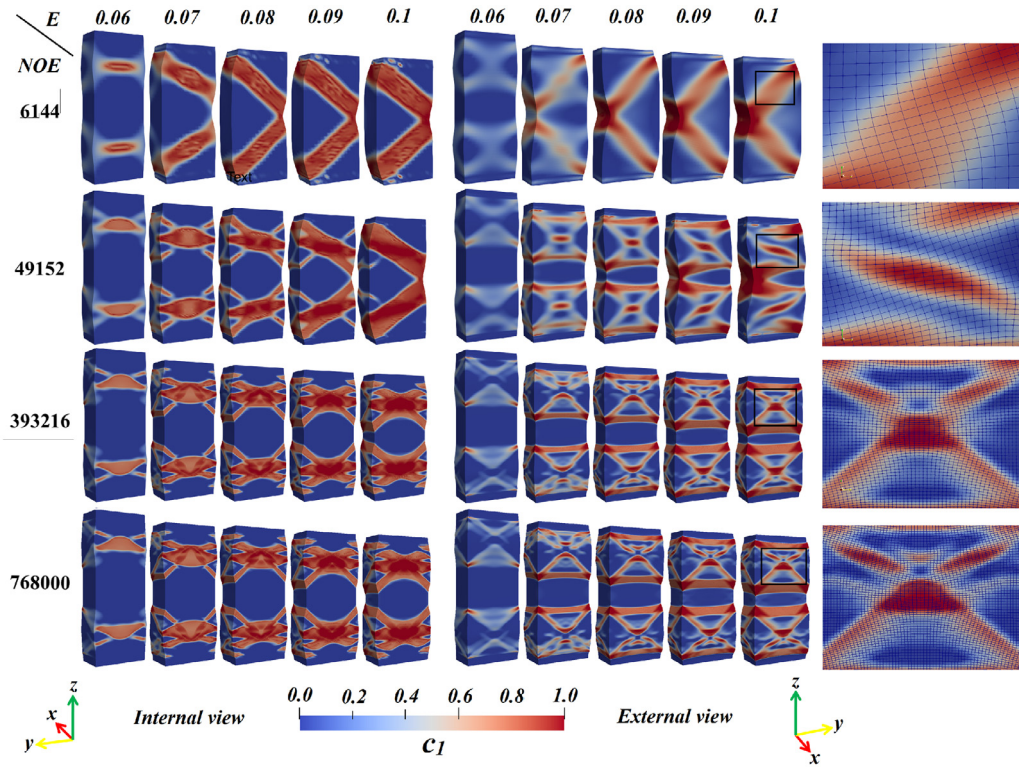 E 0.06 0.07 0.08 0.09 0.1 0.06 0.07 0.08 0.09 0.1
NOE
6144
Text
49152
393216
768000
0.0 0.2 0.4 0.6 0.8 1.0
z x y Internal view External view z y x
c1